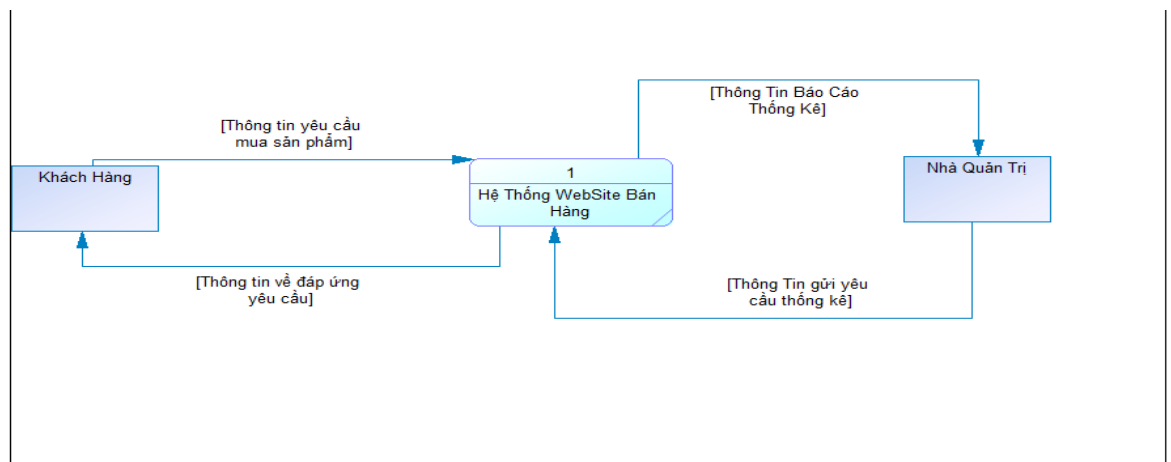 [Thông Tin Báo Cáo
Thống Kê]
[Thông tin yêu cầu
mua sản phẩm]
Khách Hàng
1
Hệ Thống WebSite Bán
Hàng
Nhà Quản Trị
[Thông tin về đáp ứng
yêu cầu]
[Thông Tin gửi yêu
cầu thống kê]